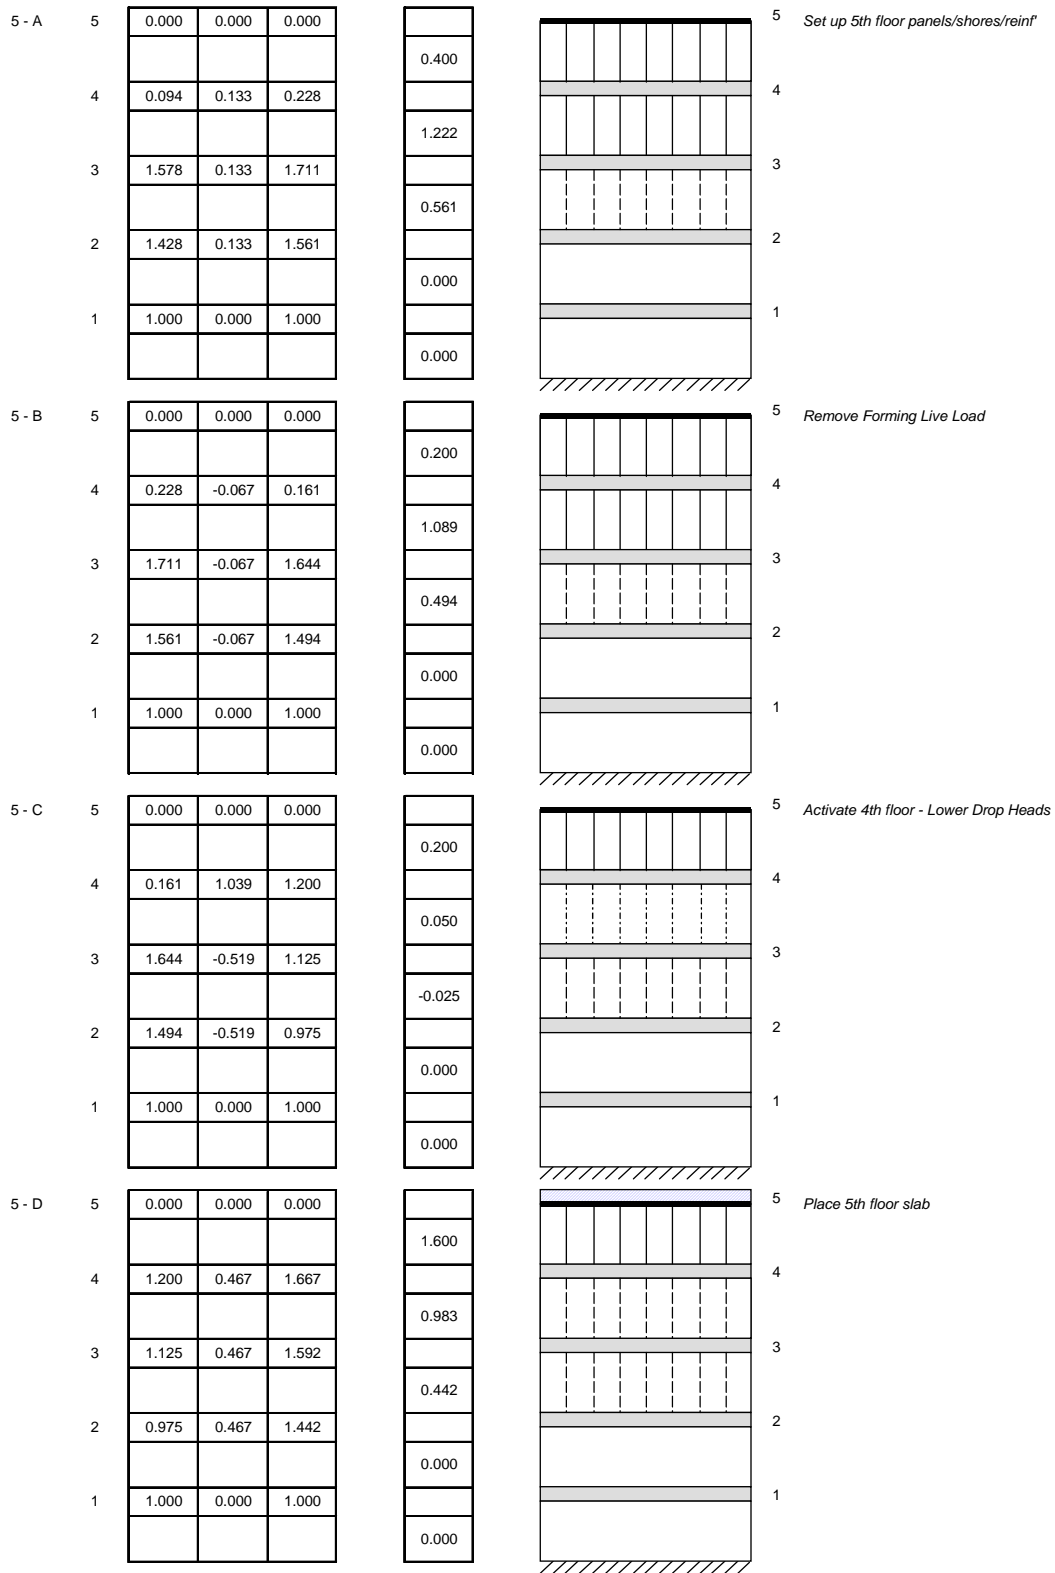 5 - A 5 0.000 0.000 0.000 5 Set up 5th floor panels/shores/reinf'
0.400
4 0.094 0.133 0.228 4
1.222
3 1.578 0.133 1.711 3
0.561
2 1.428 0.133 1.561 2
0.000
1 1.000 0.000 1.000 1
0.000
5 - B 5 0.000 0.000 0.000 5 Remove Forming Live Load
0.200
4 0.228 -0.067 0.161 4
1.089
3 1.711 -0.067 1.644 3
0.494
2 1.561 -0.067 1.494 2
0.000
1 1.000 0.000 1.000 1
0.000
5 - C 5 0.000 0.000 0.000 5 Activate 4th floor - Lower Drop Heads
0.200
4 0.161 1.039 1.200 4
0.050
3 1.644 -0.519 1.125 3
-0.025
2 1.494 -0.519 0.975 2
0.000
1 1.000 0.000 1.000 1
0.000
5 - D 5 0.000 0.000 0.000 5 Place 5th floor slab
1.600
4 1.200 0.467 1.667 4
0.983
3 1.125 0.467 1.592 3
0.442
2 0.975 0.467 1.442 2
0.000
1 1.000 0.000 1.000 1
0.000